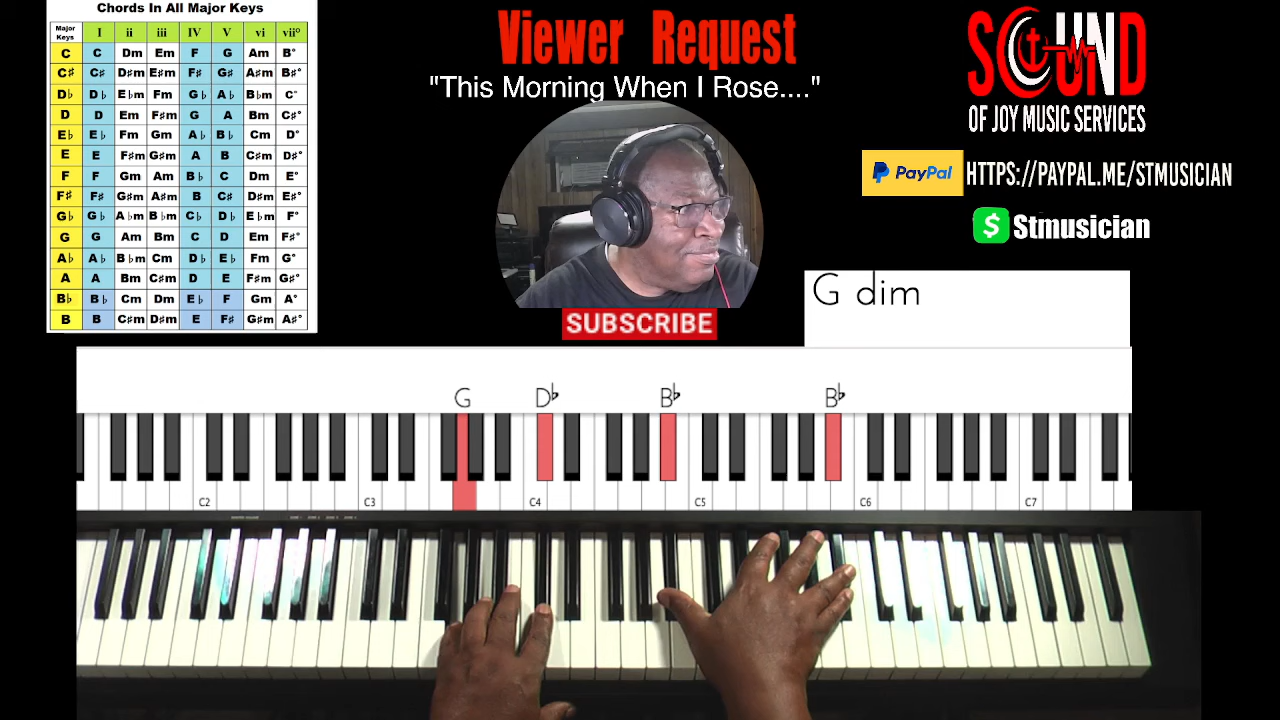 Chords In All Major Keys
Major Keys I ii iii IV V vi vii°
C C Dm Em F G Am B°
C♯ C♯ D♯m E♯m F♯ G♯ A♯m B♯°
D♭ D♭ E♭m Fm G♭ A♭ B♭m C°
D D Em F♯m G A Bm C♯°
E♭ E♭ Fm Gm A♭ B♭ Cm D°
E E F♯m G♯m A B C♯m D♯°
F F Gm Am B♭ C Dm E°
F♯ F♯ G♯m A♯m B C♯ D♯m E♯°
G♭ G♭ A♭m B♭m C♭ D♭ E♭m F°
G G Am Bm C D Em F♯°
A♭ A♭ B♭m Cm D♭ E♭ Fm G°
A A Bm C♯m D E F♯m G♯°
B♭ B♭ Cm Dm E♭ F Gm A°
B B C♯m D♯m E F♯ G♯m A♯°
Viewer Request
"This Morning When I Rose...."
SUBSCRIBE
SOUND
OF JOY MUSIC SERVICES
PayPal HTTPS://PAYPAL.ME/STMUSICIAN
$ Stmusician
G dim
G D♭ B♭ B♭
C2 C3 C4 C5 C6 C7